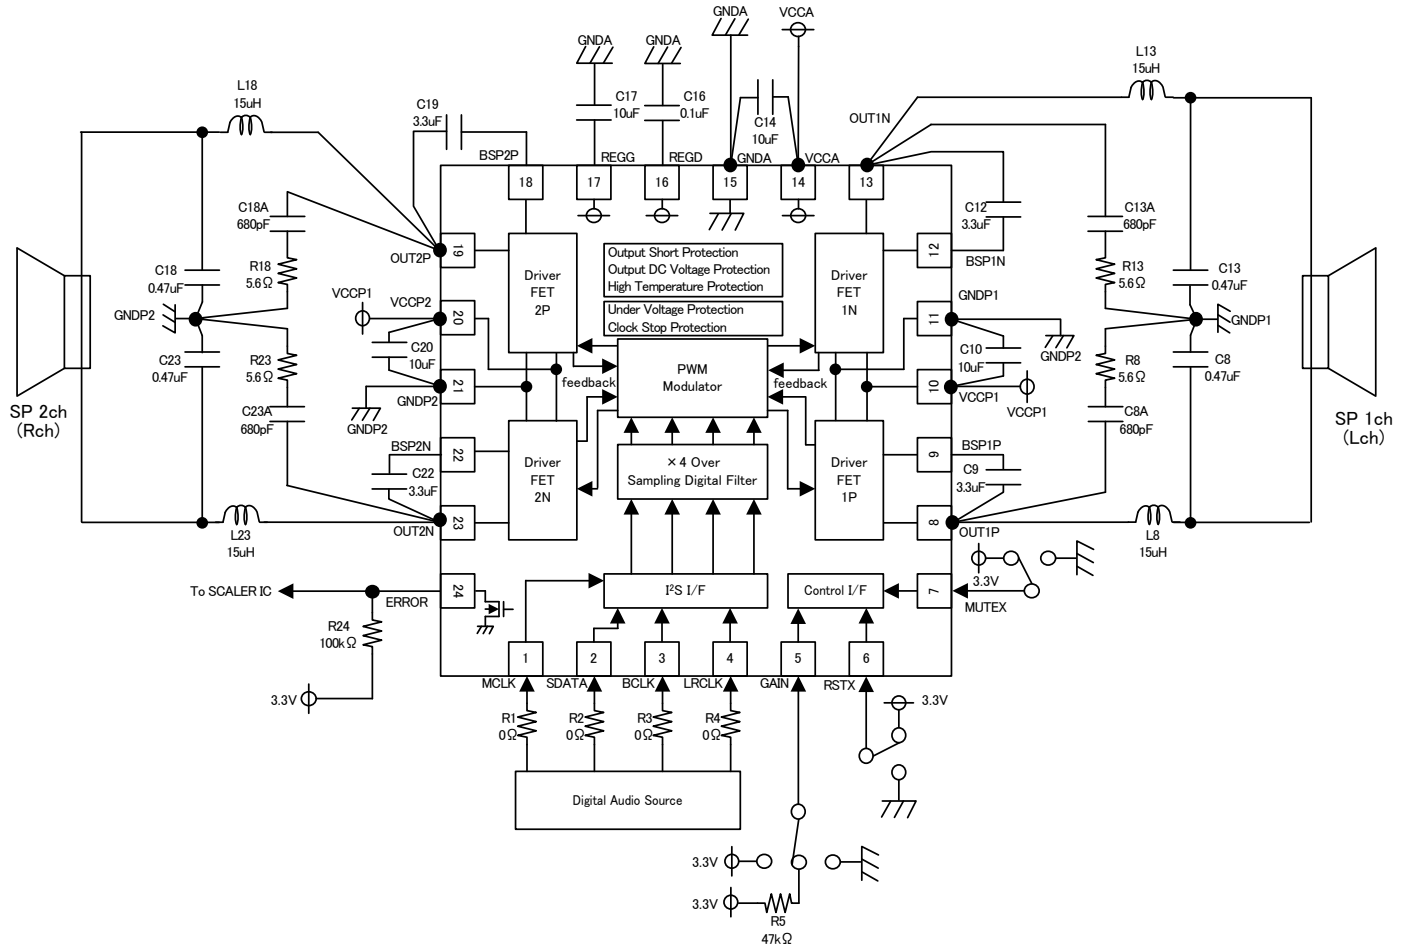 GNDA
VCCA
GNDA
GNDA
L13
15uH
L18
15uH
C19
3.3uF
C17
10uF
C16
0.1uF
C14
10uF
OUT1N
BSP2P
REGG
REGD
GNDA
VCCA
18
17
16
15
14
13
C18A
680pF
C12
3.3uF
C13A
680pF
19
OUT2P
Driver
FET
2P
Output Short Protection
Output DC Voltage Protection
High Temperature Protection
Driver
FET
1N
12
BSP1N
C18
0.47uF
R18
5.6Ω
R13
5.6Ω
C13
0.47uF
VCCP1
VCCP2
20
Under Voltage Protection
Clock Stop Protection
GNDP1
11
GNDP2
GNDP2
GNDP1
C23
0.47uF
R23
5.6Ω
C20
10uF
PWM
Modulator
C10
10uF
R8
5.6Ω
C8
0.47uF
feedback
feedback
21
GNDP2
GNDP2
10
VCCP1
VCCP1
SP 2ch
(Rch)
C23A
680pF
C8A
680pF
SP 1ch
(Lch)
BSP2N
22
C22
3.3uF
Driver
FET
2N
×4 Over
Sampling Digital Filter
Driver
FET
1P
9
BSP1P
C9
3.3uF
23
OUT2N
8
OUT1P
L23
15uH
L8
15uH
To SCALER IC
ERROR
24
I²S I/F
Control I/F
7
3.3V
MUTEX
R24
100kΩ
3.3V
1
2
3
4
5
6
MCLK
SDATA
BCLK
LRCLK
GAIN
RSTX
3.3V
R1
0Ω
R2
0Ω
R3
0Ω
R4
0Ω
Digital Audio Source
3.3V
3.3V
R5
47kΩ